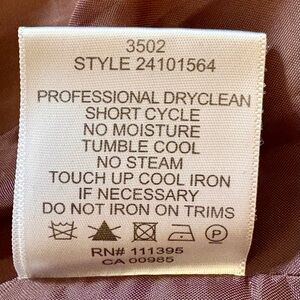 3502
STYLE 24101564
PROFESSIONAL DRYCLEAN
SHORT CYCLE
NO MOISTURE
TUMBLE COOL
NO STEAM
TOUCH UP COOL IRON
IF NECESSARY
DO NOT IRON ON TRIMS
P
RN# 111395
CA 00985